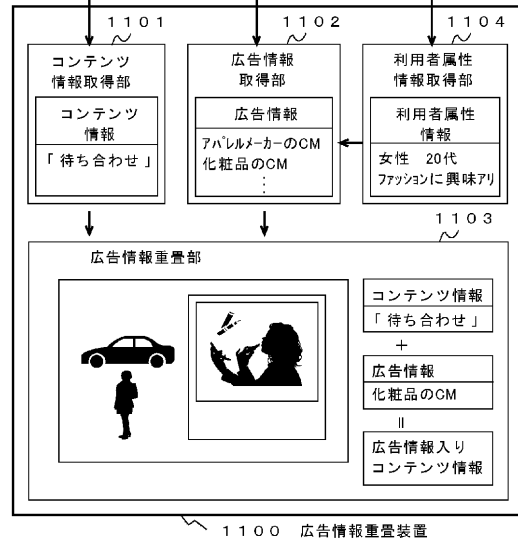 １１０１
１１０２
１１０４
コンテンツ
情報取得部
コンテンツ
情報
「待ち合わせ」
広告情報
取得部
広告情報
アパレルメーカーのCM
化粧品のCM
⋮
利用者属性
情報取得部
利用者属性
情報
女性 20代
ファッションに興味アリ
１１０３
広告情報重畳部
コンテンツ情報
「待ち合わせ」
+
広告情報
化粧品のCM
॥
広告情報入り
コンテンツ情報
１１００ 広告情報重畳装置